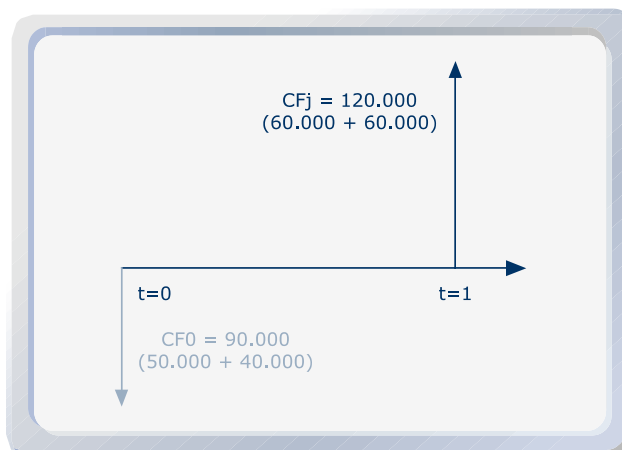 CFj = 120.000
(60.000 + 60.000)
t=0
t=1
CF0 = 90.000
(50.000 + 40.000)